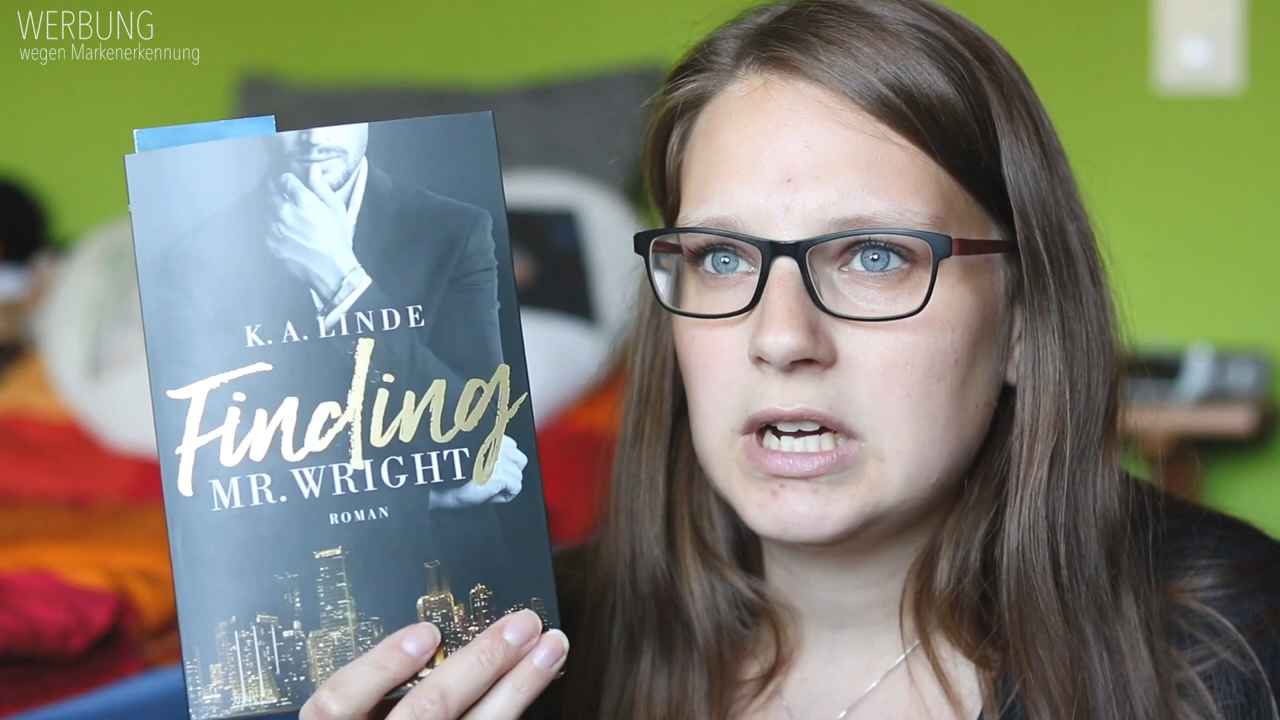 WERBUNG
wegen Markenerkennung
K. A. LINDE
Finding
MR. WRIGHT
ROMAN